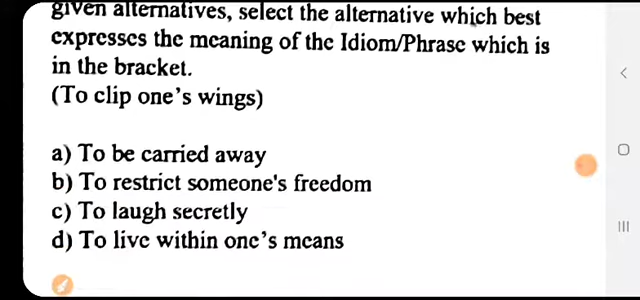 given alternatives, select the alternative which best
expresses the meaning of the Idiom/Phrase which is
in the bracket.
(To clip one's wings)
a) To be carried away
b) To restrict someone's freedom
c) To laugh secretly
d) To live within one's means